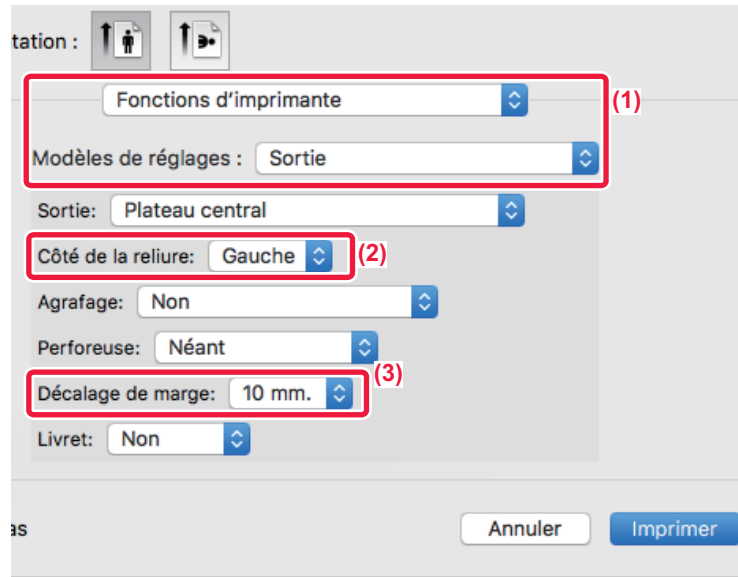 tation :
Fonctions d'imprimante
(1)
Modèles de réglages : Sortie
Sortie: Plateau central
Côté de la reliure: Gauche (2)
Agrafage: Non
Perforeuse: Néant
(3)
Décalage de marge: 10 mm.
Livret: Non
as Annuler Imprimer